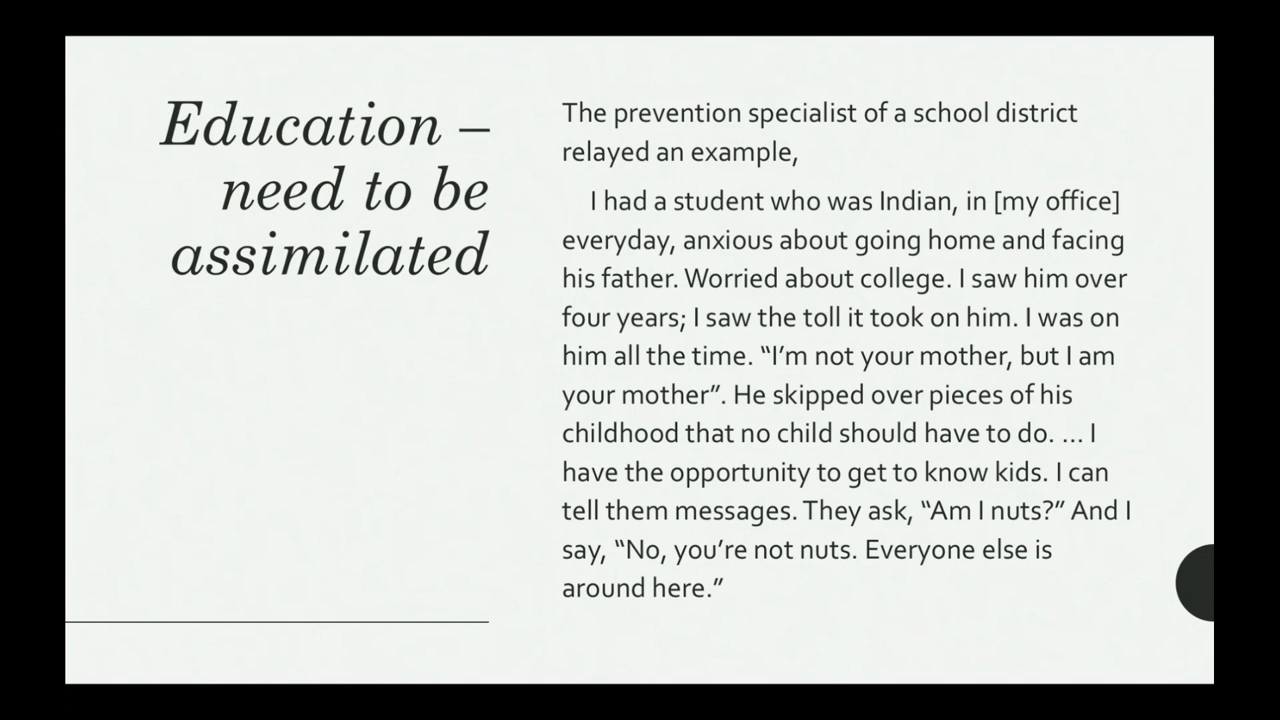 Education –
need to be
assimilated
The prevention specialist of a school district
relayed an example,
I had a student who was Indian, in [my office]
everyday, anxious about going home and facing
his father. Worried about college. I saw him over
four years; I saw the toll it took on him. I was on
him all the time. “I’m not your mother, but I am
your mother”. He skipped over pieces of his
childhood that no child should have to do. … I
have the opportunity to get to know kids. I can
tell them messages. They ask, “Am I nuts?” And I
say, “No, you’re not nuts. Everyone else is
around here.”